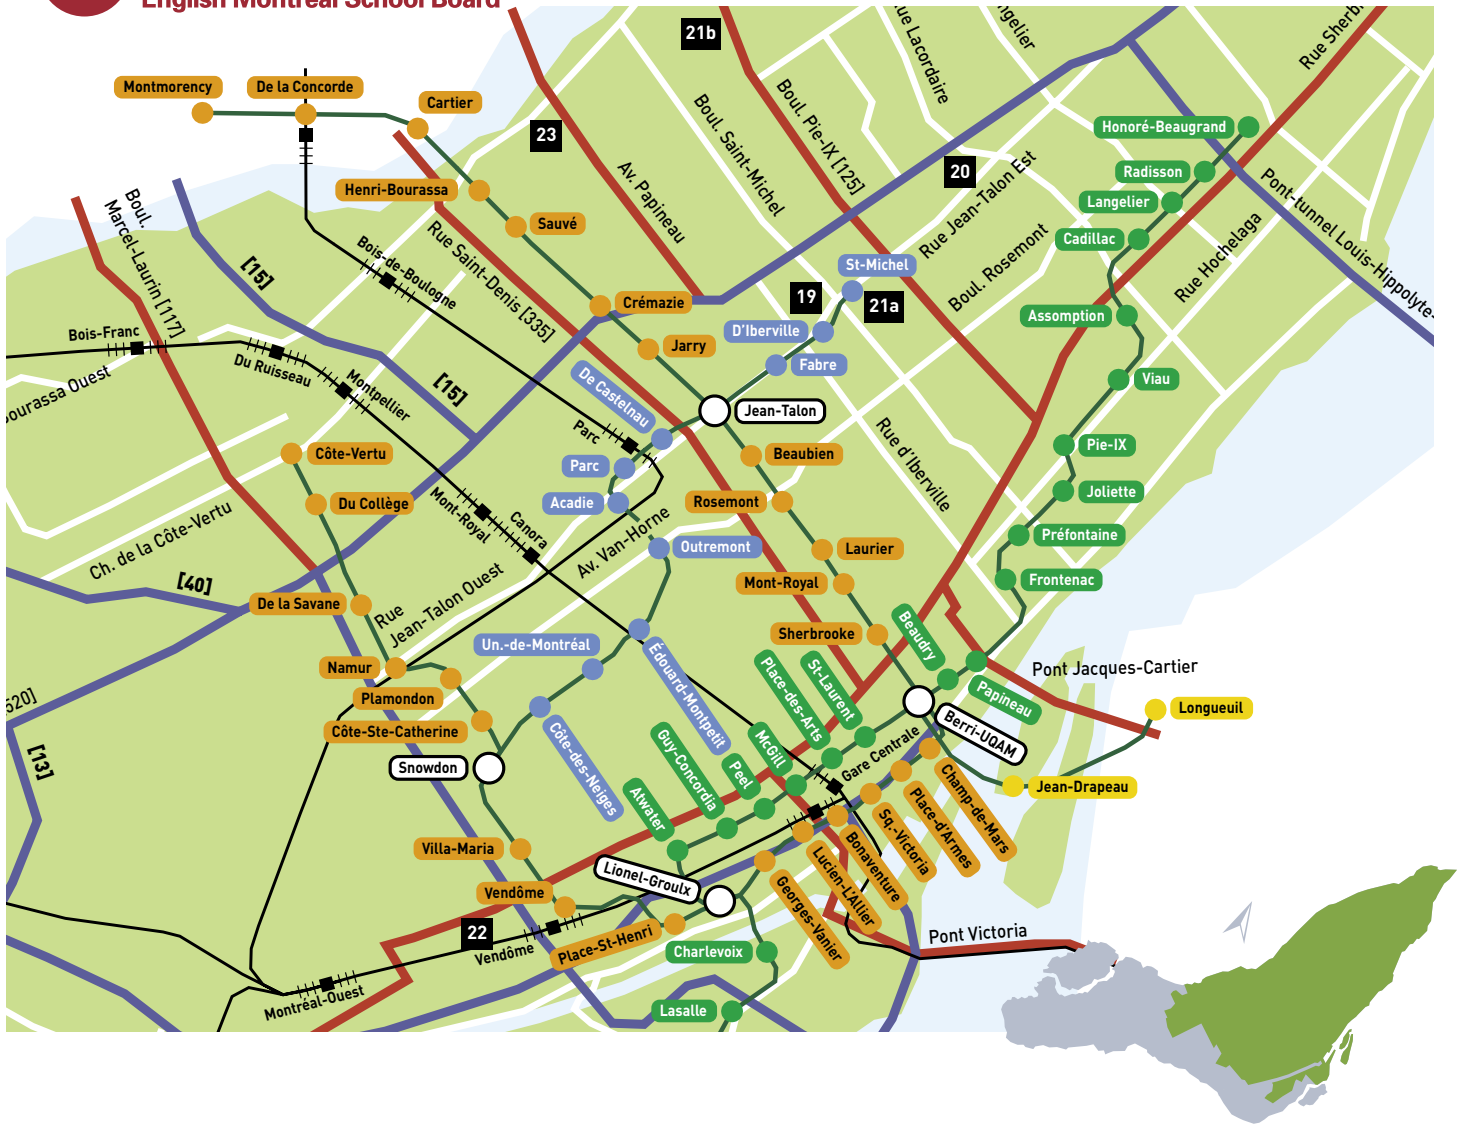 English Montréal School Board
21b
23
20
19
21a
22
Rue Lacordaire
Rue Sherb
Boul. Pie-IX [125]
Boul. Saint-Michel
Av. Papineau
Rue Jean-Talon Est
Boul. Rosemont
Rue Hochelaga
Pont-tunnel Louis-Hippolyte-
Montmorency
De la Concorde
Cartier
Henri-Bourassa
Sauvé
Crémazie
Jarry
Jean-Talon
Honoré-Beaugrand
Radisson
Langelier
Cadillac
Assomption
Viau
Pie-IX
Joliette
Préfontaine
Frontenac
St-Michel
D'Iberville
Fabre
De Castelnau
Parc
Parc
Acadie
Outremont
Boul.
Marcel-Laurin [117]
[15]
[15]
Bois-de-Boulogne
Rue Saint-Denis [335]
Bois-Franc
Du Ruisseau
Montpellier
Côte-Vertu
Du Collège
Mont-Royal
Canora
Ch. de la Côte-Vertu
[40]
Av. Van-Horne
Rue
Jean-Talon Ouest
Rue d'Iberville
Beaubien
Rosemont
Laurier
Mont-Royal
Sherbrooke
De la Savane
Namur
Plamondon
Côte-Ste-Catherine
Snowdon
Un.-de-Montréal
Édouard-Montpetit
Côte-des-Neiges
Beaudry
Papineau
St-Laurent
Place-des-Arts
McGill
Peel
Guy-Concordia
Atwater
Berri-UQAM
Gare Centrale
Pont Jacques-Cartier
Longueuil
Jean-Drapeau
Champ-de-Mars
Place-d'Armes
Sq.-Victoria
Bonaventure
Lucien-L'Allier
Georges-Vanier
Lionel-Groulx
Villa-Maria
Vendôme
Vendôme
Place-St-Henri
Charlevoix
Lasalle
Montréal-Ouest
Pont Victoria
[13]